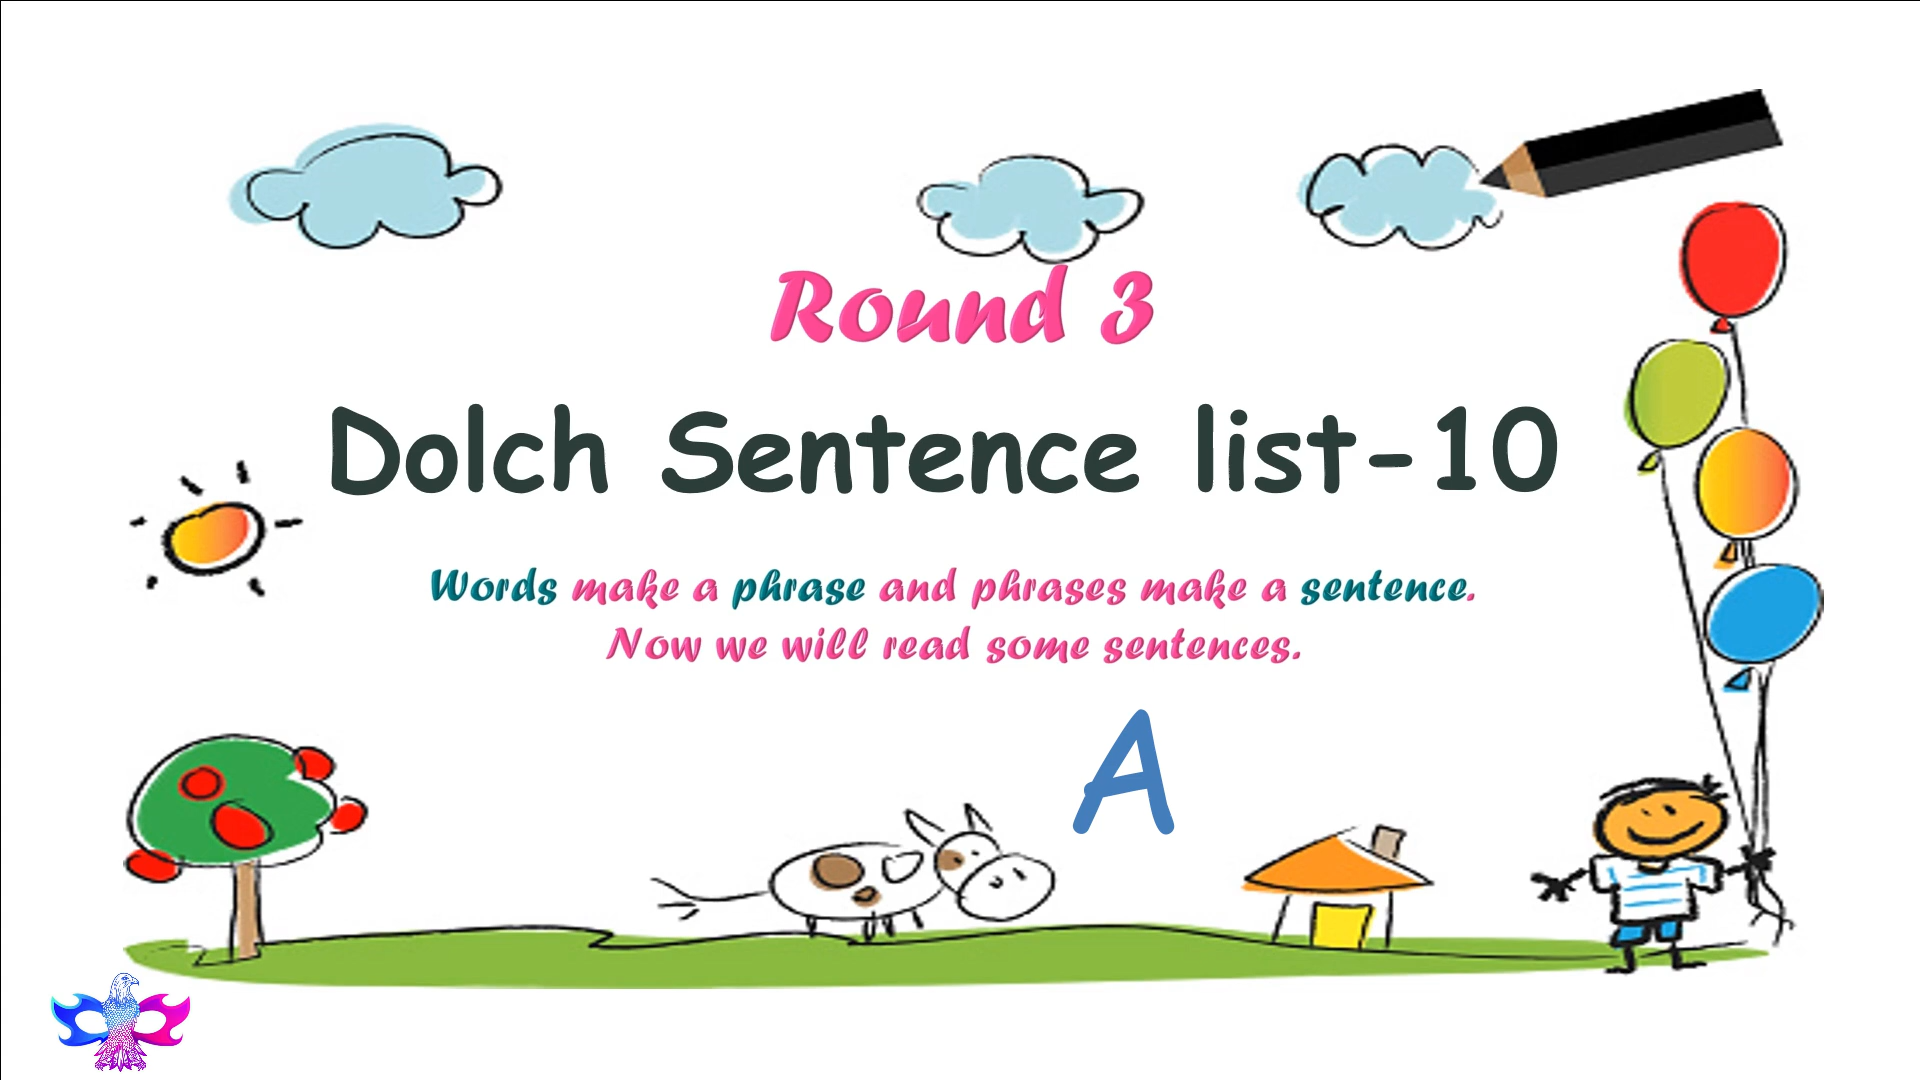 Round 3
Dolch Sentence list-10
Words make a phrase and phrases make a sentence.
Now we will read some sentences.
A